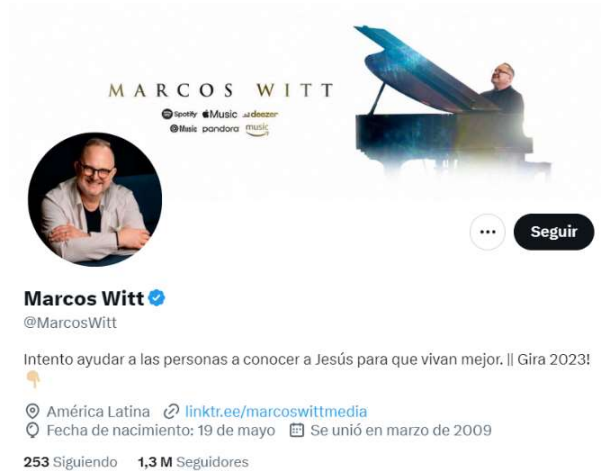 MARCOS WITT
Spotify Music deezer
Music pandora music
Seguir
Marcos Witt
@MarcosWitt
Intento ayudar a las personas a conocer a Jesús para que vivan mejor. || Gira 2023!
👇🏼
América Latina linktr.ee/marcoswittmedia
Fecha de nacimiento: 19 de mayo Se unió en marzo de 2009
253 Siguiendo 1,3 M Seguidores